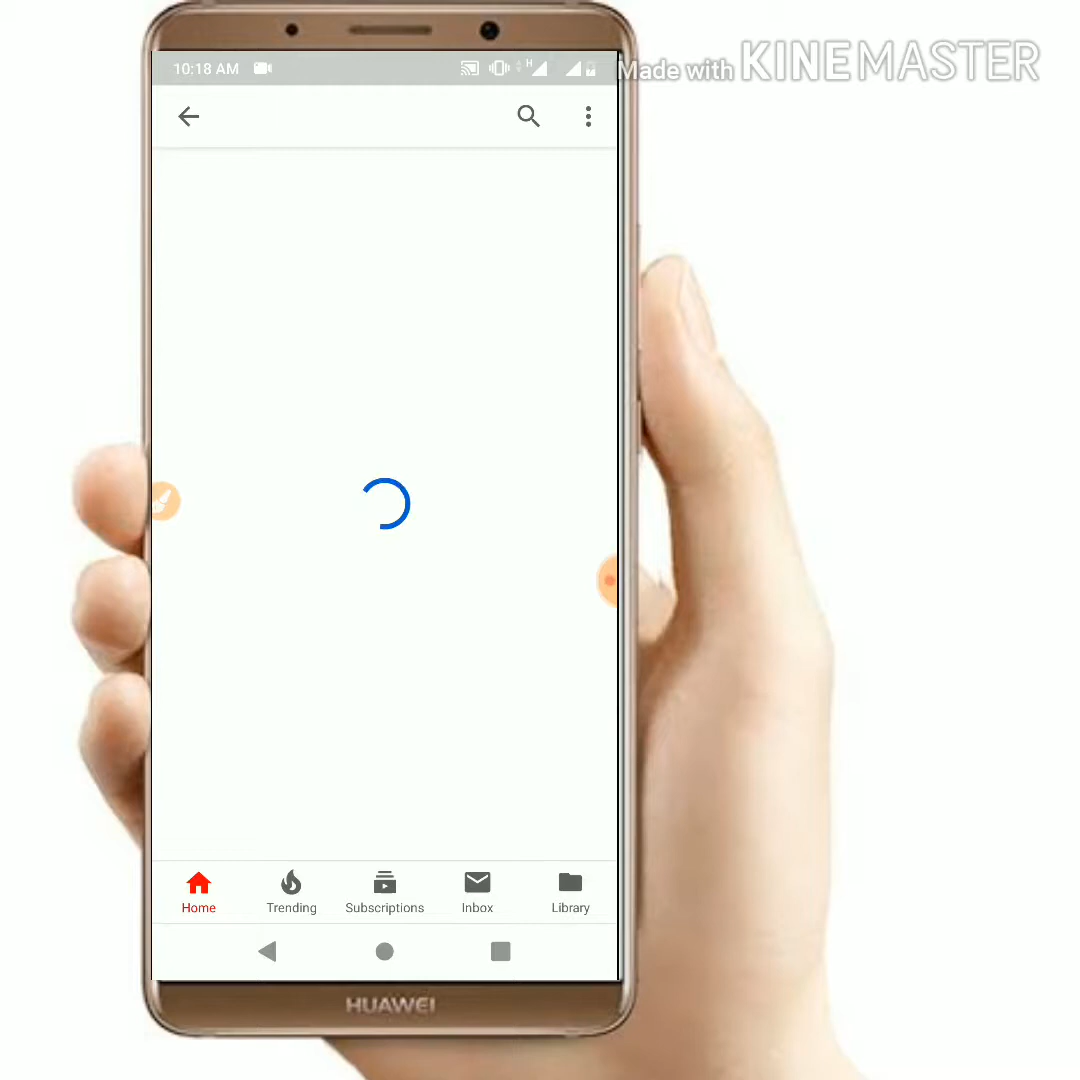 10:18 AM
H
Made with KINEMASTER
Home
Trending
Subscriptions
Inbox
Library
HUAWEI